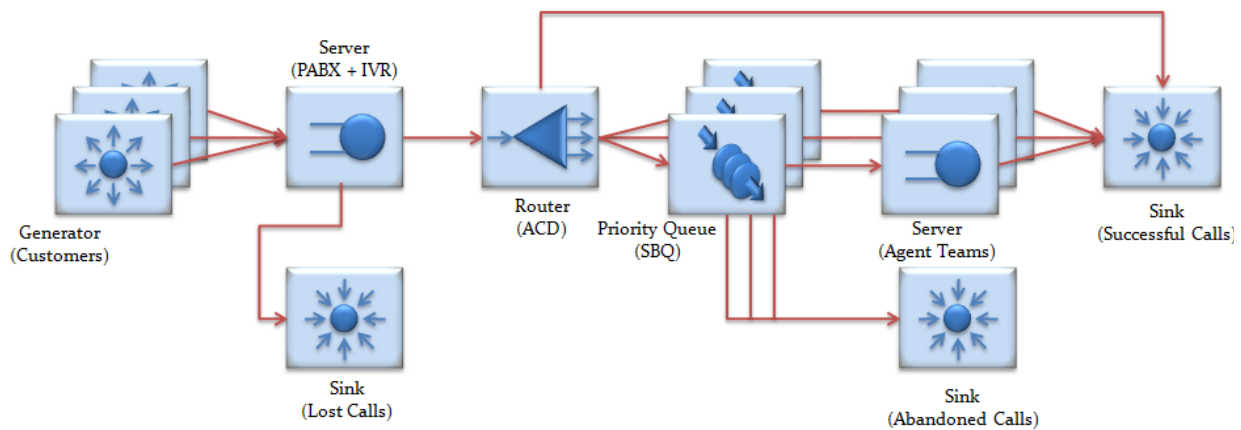 Server
(PABX + IVR)
Generator
(Customers)
Router
(ACD)
Priority Queue
(SBQ)
Server
(Agent Teams)
Sink
(Successful Calls)
Sink
(Lost Calls)
Sink
(Abandoned Calls)